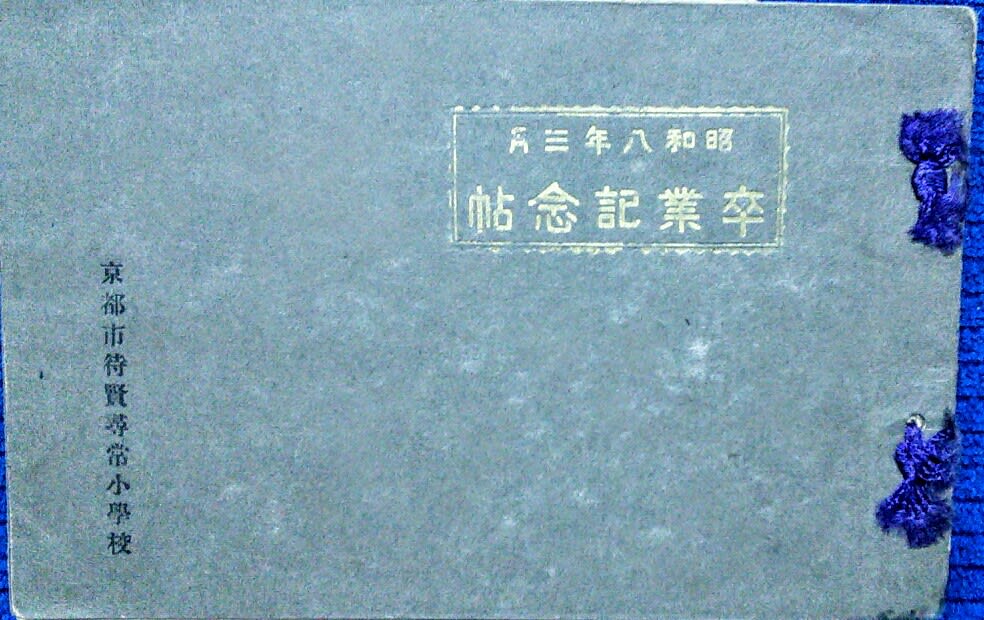 昭和八年三月
卒業記念帖
京都市待賢尋常小學校